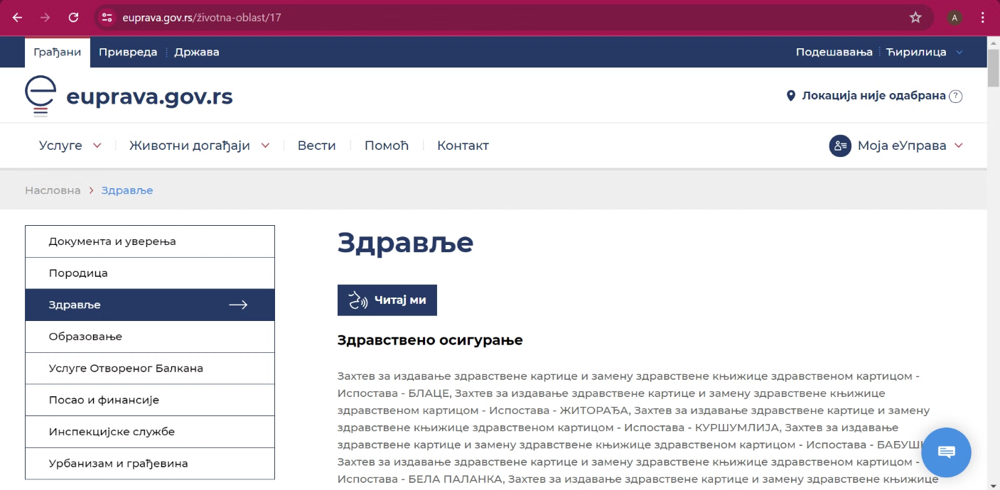 euprava.gov.rs/životna-oblast/17
A
Грађани Привреда Држава
Подешавања Ћирилица
euprava.gov.rs
Локација није одабрана ?
Услуге Животни догађаји Вести Помоћ Контакт
Моја еУправа
Насловна > Здравље
Документа и уверења
Породица
Здравље
Образовање
Услуге Отвореног Балкана
Посао и финансије
Инспекцијске службе
Урбанизам и грађевина
Здравље
Читај ми
Здравствено осигурање
Захтев за издавање здравствене картице и замену здравствене књижице здравственом картицом -
Испостава - БЛАЦЕ, Захтев за издавање здравствене картице и замену здравствене књижице
здравственом картицом - Испостава - ЖИТОРАЂА, Захтев за издавање здравствене картице и замену
здравствене књижице здравственом картицом - Испостава - КУРШУМЛИЈА, Захтев за издавање
здравствене картице и замену здравствене књижице здравственом картицом - Испостава -
Захтев за издавање здравствене картице и замену здравствене књижице здравственом картицом -
Испостава - БЕЛА ПАЛАНКА, Захтев за издавање здравствене картице и замену здравствене књижице